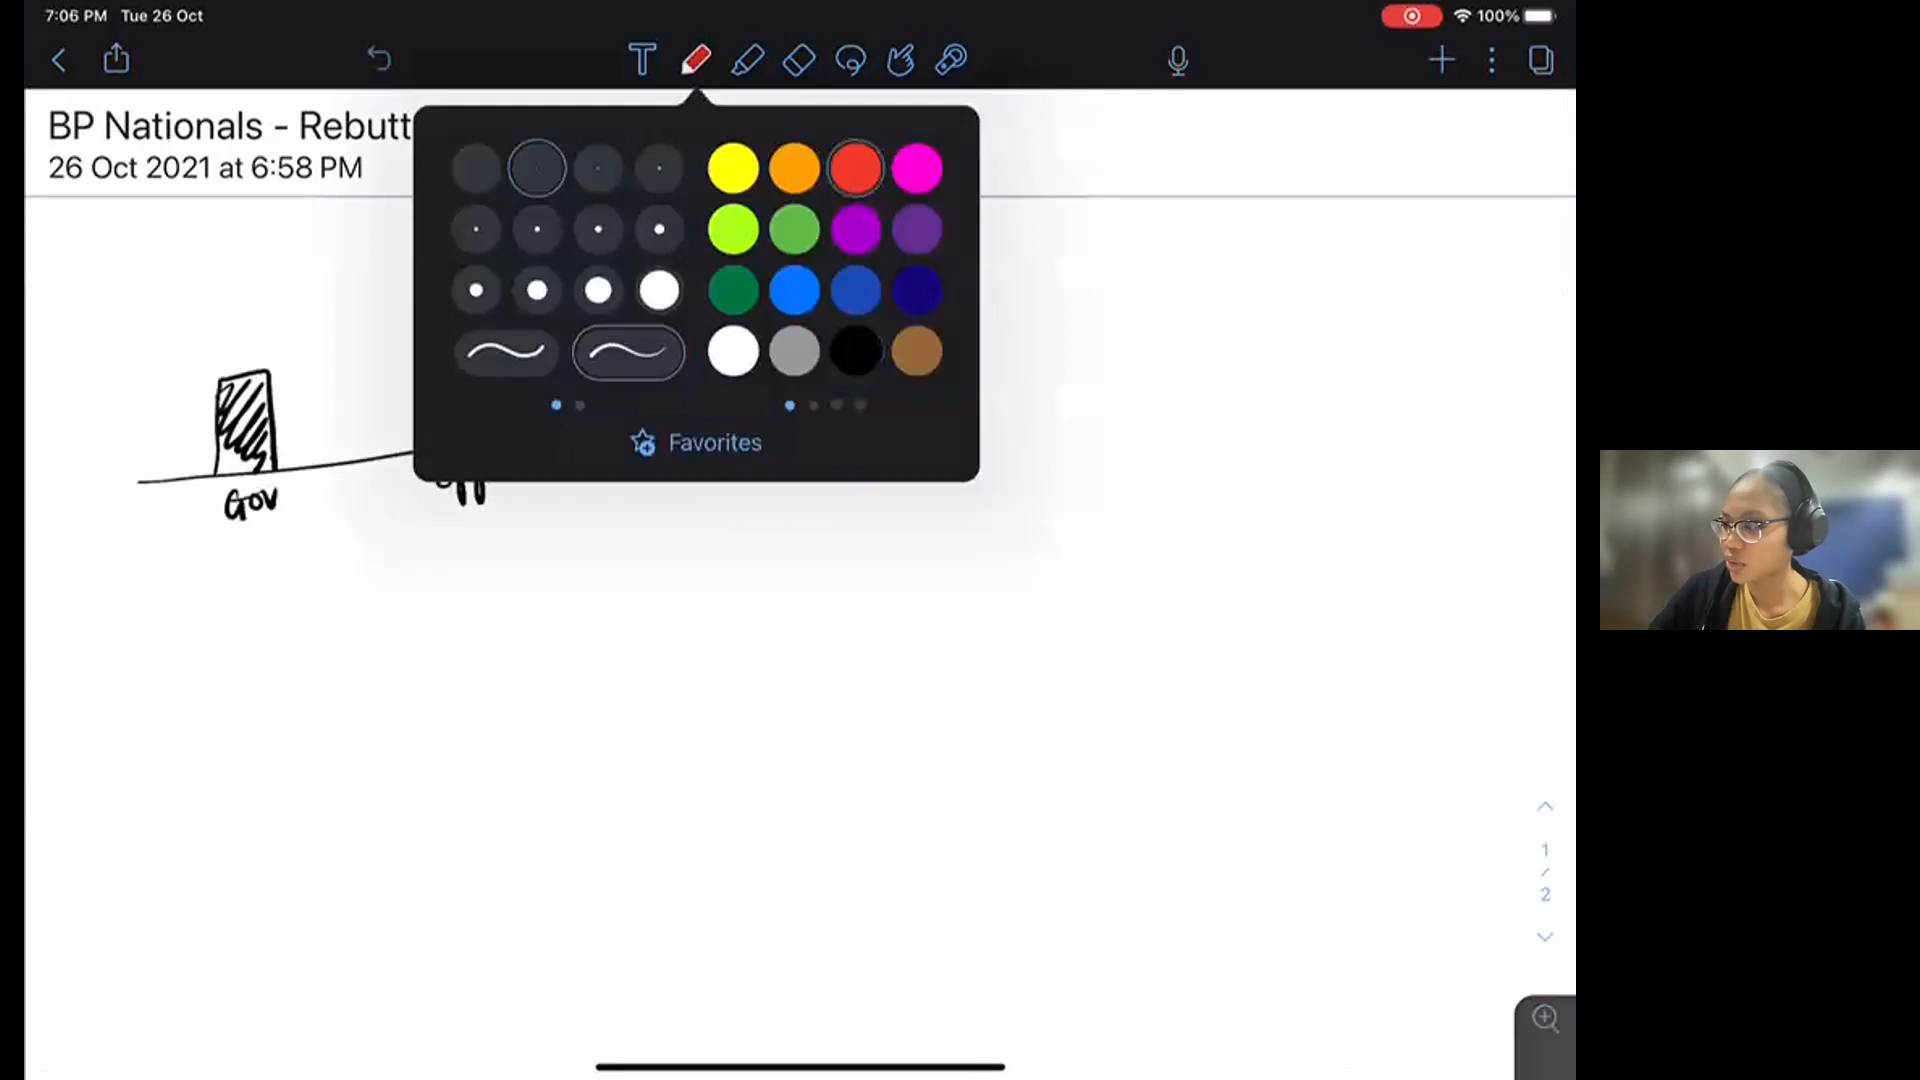 7:06 PM Tue 26 Oct
100%
BP Nationals - Rebutt
26 Oct 2021 at 6:58 PM
Favorites
Gov
1
/
2